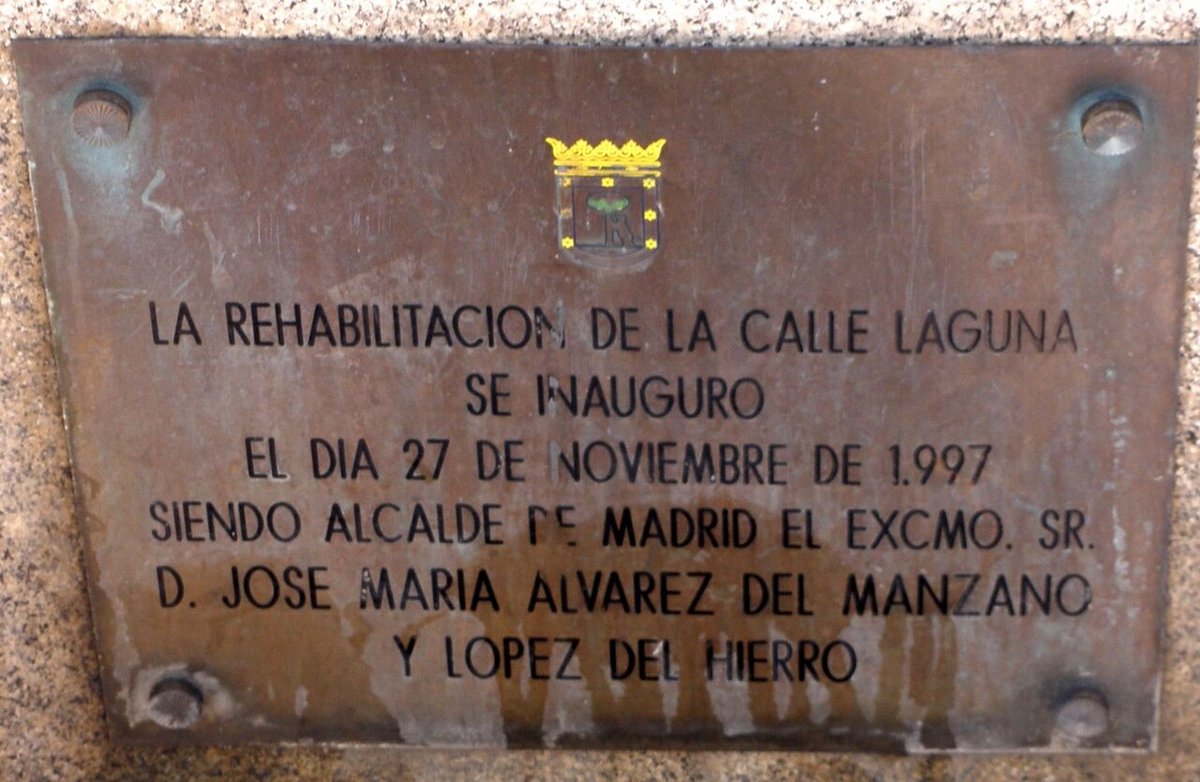 LA REHABILITACION DE LA CALLE LAGUNA
SE INAUGURO
EL DIA 27 DE NOVIEMBRE DE 1.997
SIENDO ALCALDE DE MADRID EL EXCMO. SR.
D. JOSE MARIA ALVAREZ DEL MANZANO
Y LOPEZ DEL HIERRO